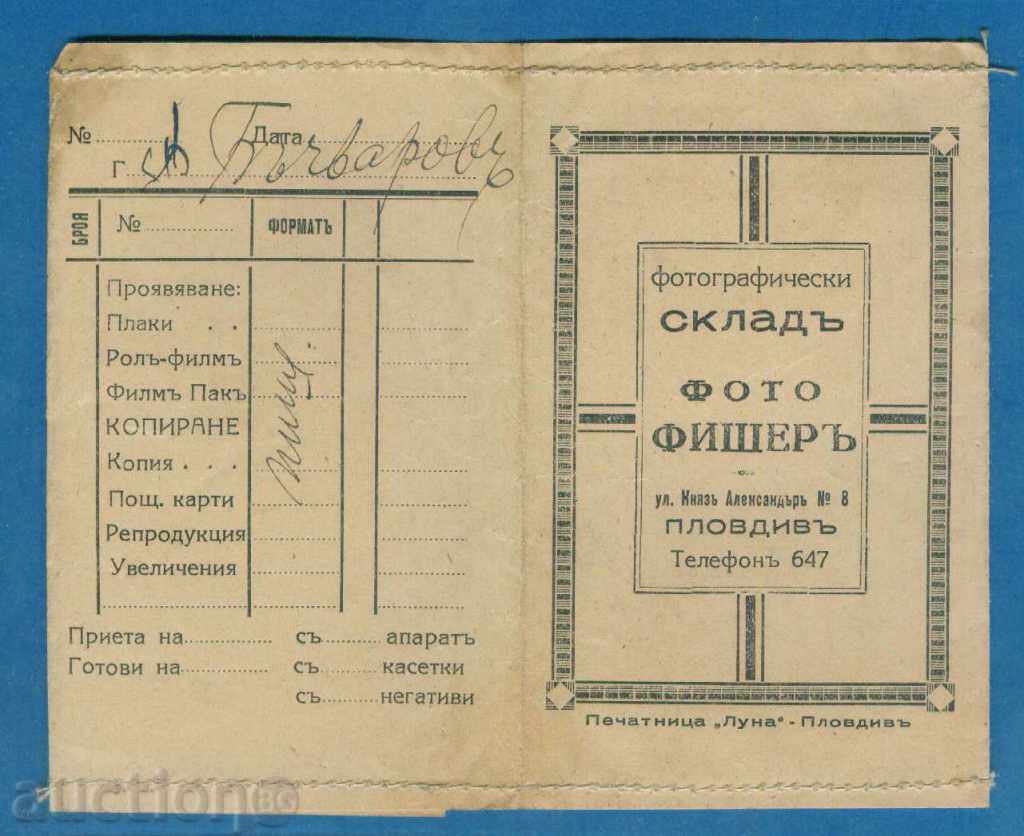 № Дата
Г Бъчваровъ
БРОЯ № ФОРМАТЪ
Проявяване:
Плаки . .
Ролъ-филмъ
Филмъ Пакъ
КОПИРАНЕ
Копия . . .
Пощ. карти
Репродукция
Увеличения
Приета на съ апаратъ
Готови на съ касетки
съ негативи
фотографически
СКЛАДЪ
ФОТО
ФИШЕРЪ
ул. Князъ Александъръ № 8
ПЛОВДИВЪ
Телефонъ 647
Печатница „Луна“ - Пловдивъ
auction BG